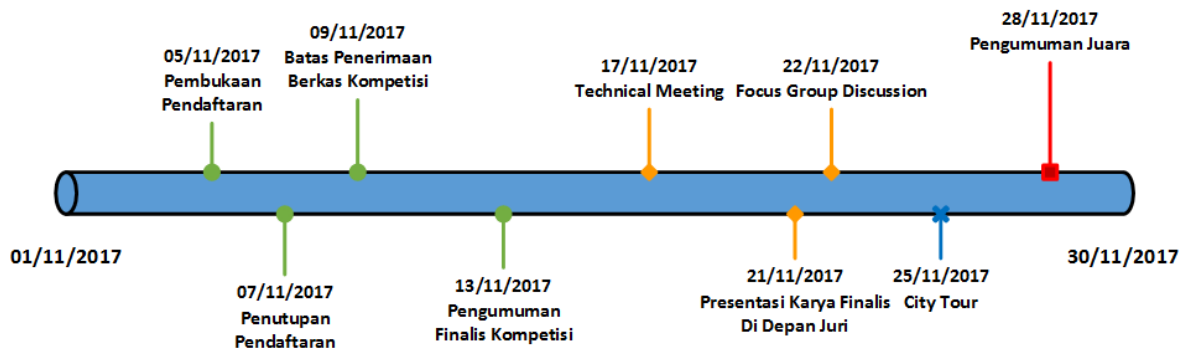 05/11/2017
Pembukaan
Pendaftaran
09/11/2017
Batas Penerimaan
Berkas Kompetisi
17/11/2017
Technical Meeting
22/11/2017
Focus Group Discussion
28/11/2017
Pengumuman Juara
01/11/2017
30/11/2017
07/11/2017
Penutupan
Pendaftaran
13/11/2017
Pengumuman
Finalis Kompetisi
21/11/2017
Presentasi Karya Finalis
Di Depan Juri
25/11/2017
City Tour